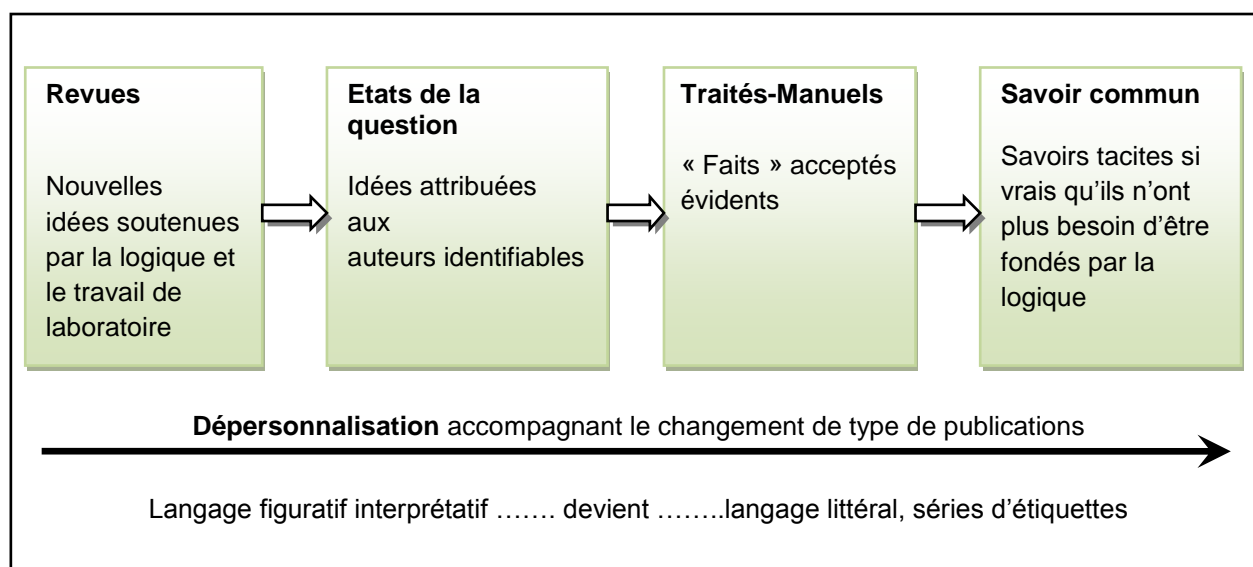 Revues
Nouvelles
idées soutenues
par la logique et
le travail de
laboratoire
Etats de la
question
Idées attribuées
aux
auteurs identifiables
Traités-Manuels
« Faits » acceptés
évidents
Savoir commun
Savoirs tacites si
vrais qu'ils n'ont
plus besoin d'être
fondés par la
logique
Dépersonnalisation accompagnant le changement de type de publications
Langage figuratif interprétatif ……. devient ……..langage littéral, séries d'étiquettes